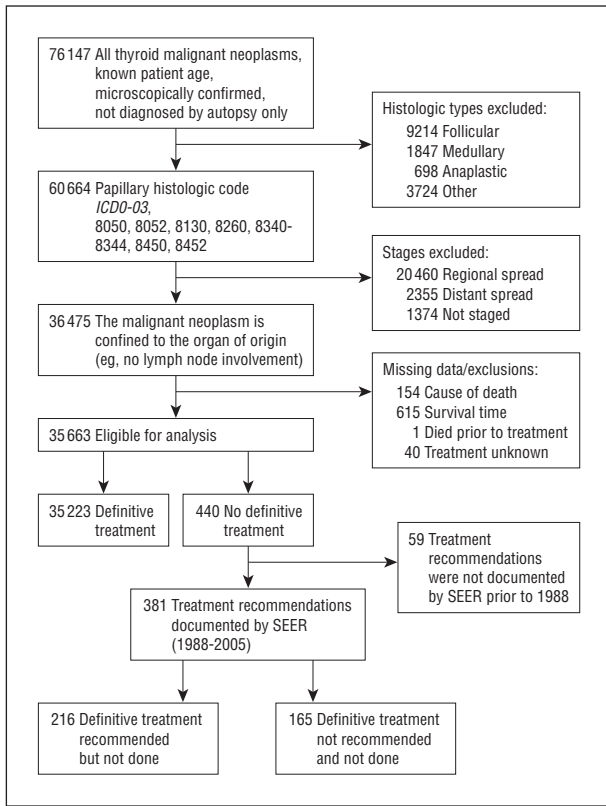 76 147 All thyroid malignant neoplasms,
known patient age,
microscopically confirmed,
not diagnosed by autopsy only
Histologic types excluded:
9214 Follicular
1847 Medullary
698 Anaplastic
3724 Other
60 664 Papillary histologic code
ICD0-03,
8050, 8052, 8130, 8260, 8340-
8344, 8450, 8452
Stages excluded:
20 460 Regional spread
2355 Distant spread
1374 Not staged
36 475 The malignant neoplasm is
confined to the organ of origin
(eg, no lymph node involvement)
Missing data/exclusions:
154 Cause of death
615 Survival time
1 Died prior to treatment
40 Treatment unknown
35 663 Eligible for analysis
35 223 Definitive
treatment
440 No definitive
treatment
59 Treatment
recommendations
were not documented
by SEER prior to 1988
381 Treatment recommendations
documented by SEER
(1988-2005)
216 Definitive treatment
recommended
but not done
165 Definitive treatment
not recommended
and not done